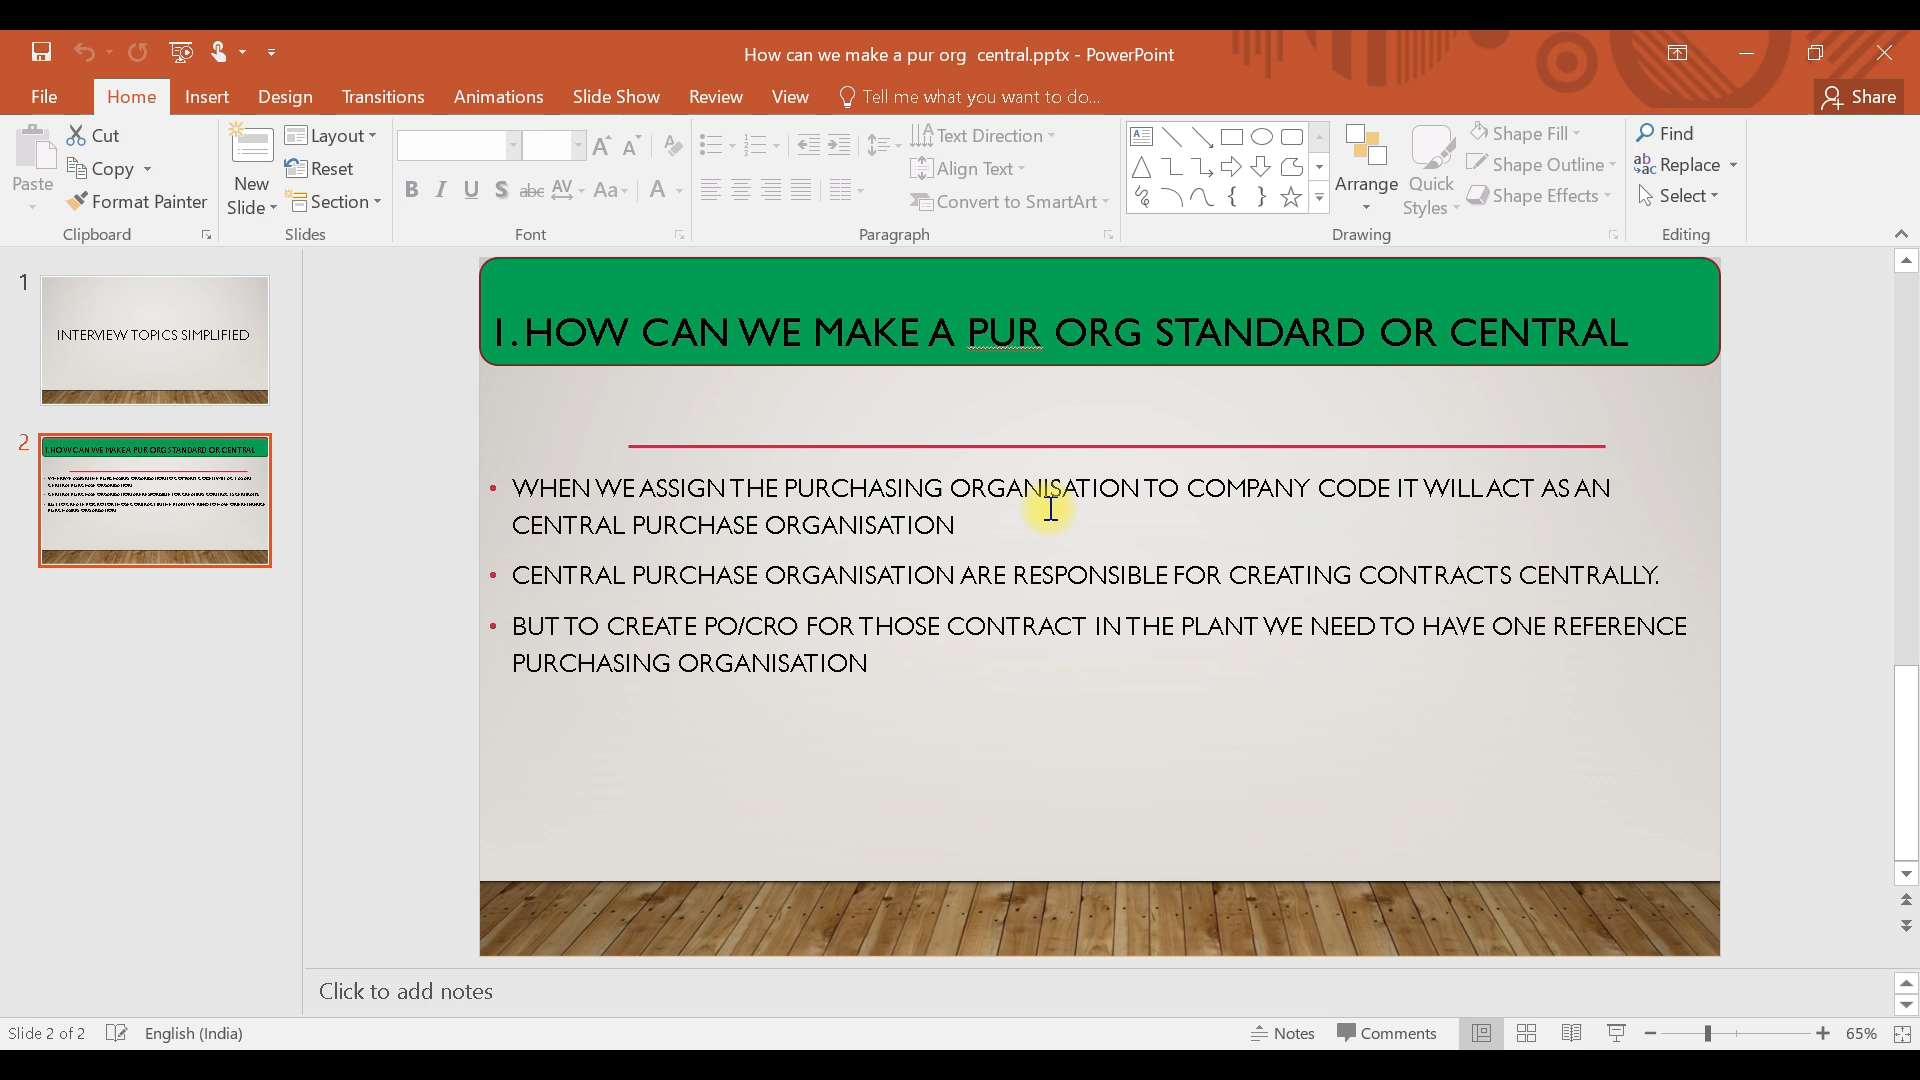 How can we make a pur org  central.pptx - PowerPoint
File
Home
Insert
Design
Transitions
Animations
Slide Show
Review
View
Tell me what you want to do...
Share
Paste
Cut
Copy
Format Painter
Clipboard
New
Slide
Layout
Reset
Section
Slides
Font
Text Direction
Align Text
Convert to SmartArt
Paragraph
Arrange
Quick
Styles
Shape Fill
Shape Outline
Shape Effects
Drawing
Find
Replace
Select
Editing
1
INTERVIEW TOPICS SIMPLIFIED
2
1. HOW CAN WE MAKE A PUR ORG STANDARD OR CENTRAL
1. HOW CAN WE MAKE A PUR ORG STANDARD OR CENTRAL
• WHEN WE ASSIGN THE PURCHASING ORGANISATION TO COMPANY CODE IT WILL ACT AS AN
CENTRAL PURCHASE ORGANISATION
• CENTRAL PURCHASE ORGANISATION ARE RESPONSIBLE FOR CREATING CONTRACTS CENTRALLY.
• BUT TO CREATE PO/CRO FOR THOSE CONTRACT IN THE PLANT WE NEED TO HAVE ONE REFERENCE
PURCHASING ORGANISATION
Click to add notes
Slide 2 of 2
English (India)
Notes
Comments
65%